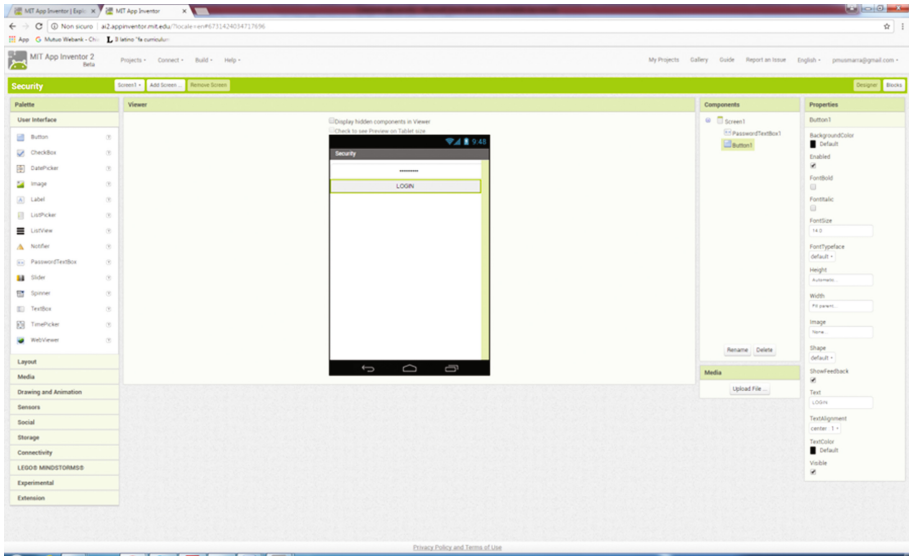 MIT App Inventor | Expl
MIT App Inventor
Non sicuro ai2.appinventor.mit.edu/?locale=en#6731424034717696
App
Il latino "fa curriculum
MIT App Inventor 2
Beta
Projects
Connect
Build
Help
My Projects
Gallery
Guide
Report an Issue
English
Security
Screen1
Add Screen ...
Remove Screen
Designer
Blocks
Palette
User Interface
Button
CheckBox
DatePicker
Image
Label
ListPicker
ListView
Notifier
PasswordTextBox
Slider
Spinner
TextBox
TimePicker
WebViewer
Layout
Media
Drawing and Animation
Sensors
Social
Storage
Connectivity
LEGO® MINDSTORMS®
Experimental
Extension
Viewer
Display hidden components in Viewer
Check to see Preview on Tablet size
9:48
Security
LOGIN
Components
Screen1
PasswordTextBox1
Button1
Rename
Delete
Media
Upload File ...
Properties
Button1
BackgroundColor
Default
Enabled
FontBold
FontItalic
FontSize
14.0
FontTypeface
default
Height
Automatic...
Width
Fill parent...
Image
None...
Shape
default
ShowFeedback
Text
LOGIN
TextAlignment
center : 1
TextColor
Default
Visible
Privacy Policy and Terms of Use